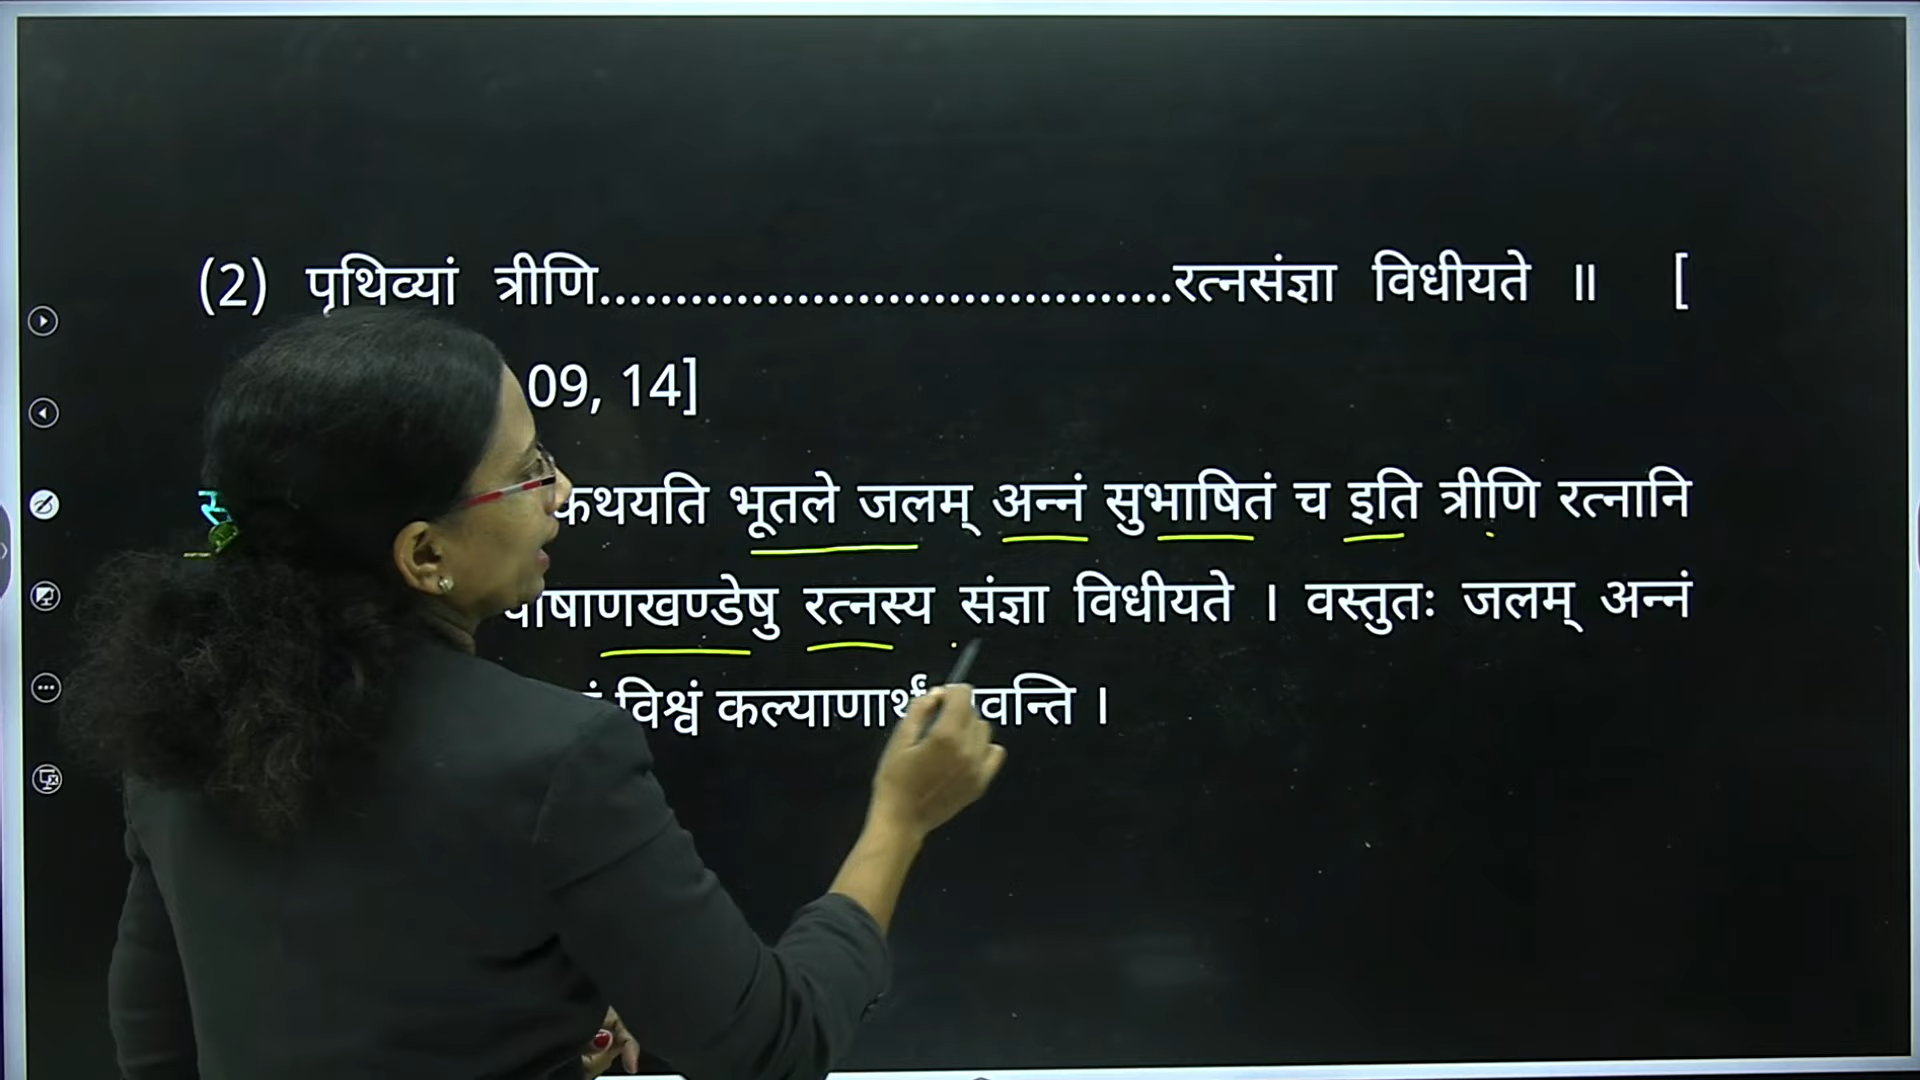 (2) पृथिव्यां त्रीणि......................................रत्नसंज्ञा विधीयते ॥ [
09, 14]
कथयति भूतले जलम् अन्नं सुभाषितं च इति त्रीणि रत्नानि
पाषाणखण्डेषु रत्नस्य संज्ञा विधीयते । वस्तुतः जलम् अन्नं
विश्वं कल्याणार्थं भवन्ति ।